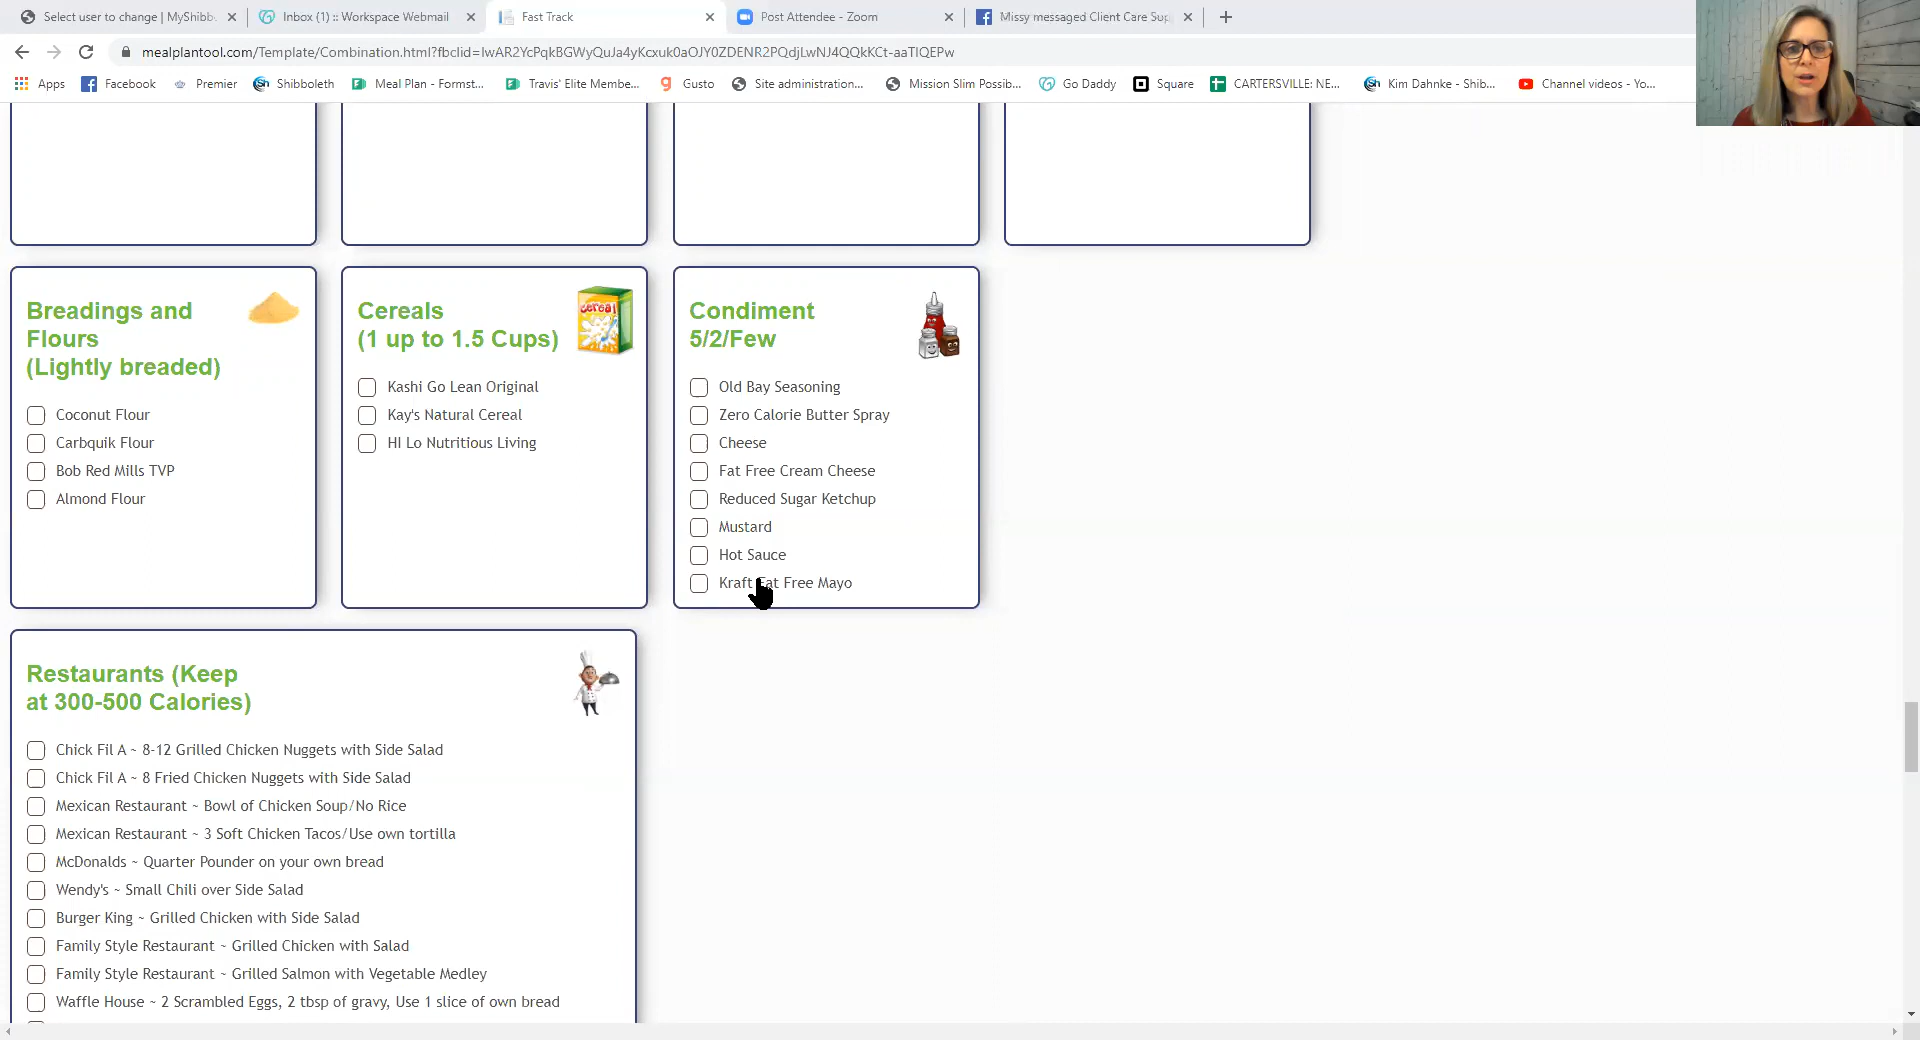 Select user to change | MyShibb
Inbox (1) :: Workspace Webmail
Fast Track
Post Attendee - Zoom
Missy messaged Client Care Sup
mealplantool.com/Template/Combination.html?fbclid=IwAR2YcPqkBGWyQuJa4yKcxuk0aOJY0ZDENR2PQdjLwNJ4QQkKCt-aaTlQEPw
Apps
Facebook
Premier
Shibboleth
Meal Plan - Formst...
Travis' Elite Membe...
Gusto
Site administration...
Mission Slim Possib...
Go Daddy
Square
CARTERSVILLE: NE...
Kim Dahnke - Shib...
Channel videos - Yo...
Breadings and
Flours
(Lightly breaded)
Coconut Flour
Carbquik Flour
Bob Red Mills TVP
Almond Flour
Cereals
(1 up to 1.5 Cups)
Kashi Go Lean Original
Kay's Natural Cereal
HI Lo Nutritious Living
Condiment
5/2/Few
Old Bay Seasoning
Zero Calorie Butter Spray
Cheese
Fat Free Cream Cheese
Reduced Sugar Ketchup
Mustard
Hot Sauce
Kraft Fat Free Mayo
Restaurants (Keep
at 300-500 Calories)
Chick Fil A ~ 8-12 Grilled Chicken Nuggets with Side Salad
Chick Fil A ~ 8 Fried Chicken Nuggets with Side Salad
Mexican Restaurant ~ Bowl of Chicken Soup/No Rice
Mexican Restaurant ~ 3 Soft Chicken Tacos/Use own tortilla
McDonalds ~ Quarter Pounder on your own bread
Wendy's ~ Small Chili over Side Salad
Burger King ~ Grilled Chicken with Side Salad
Family Style Restaurant ~ Grilled Chicken with Salad
Family Style Restaurant ~ Grilled Salmon with Vegetable Medley
Waffle House ~ 2 Scrambled Eggs, 2 tbsp of gravy, Use 1 slice of own bread